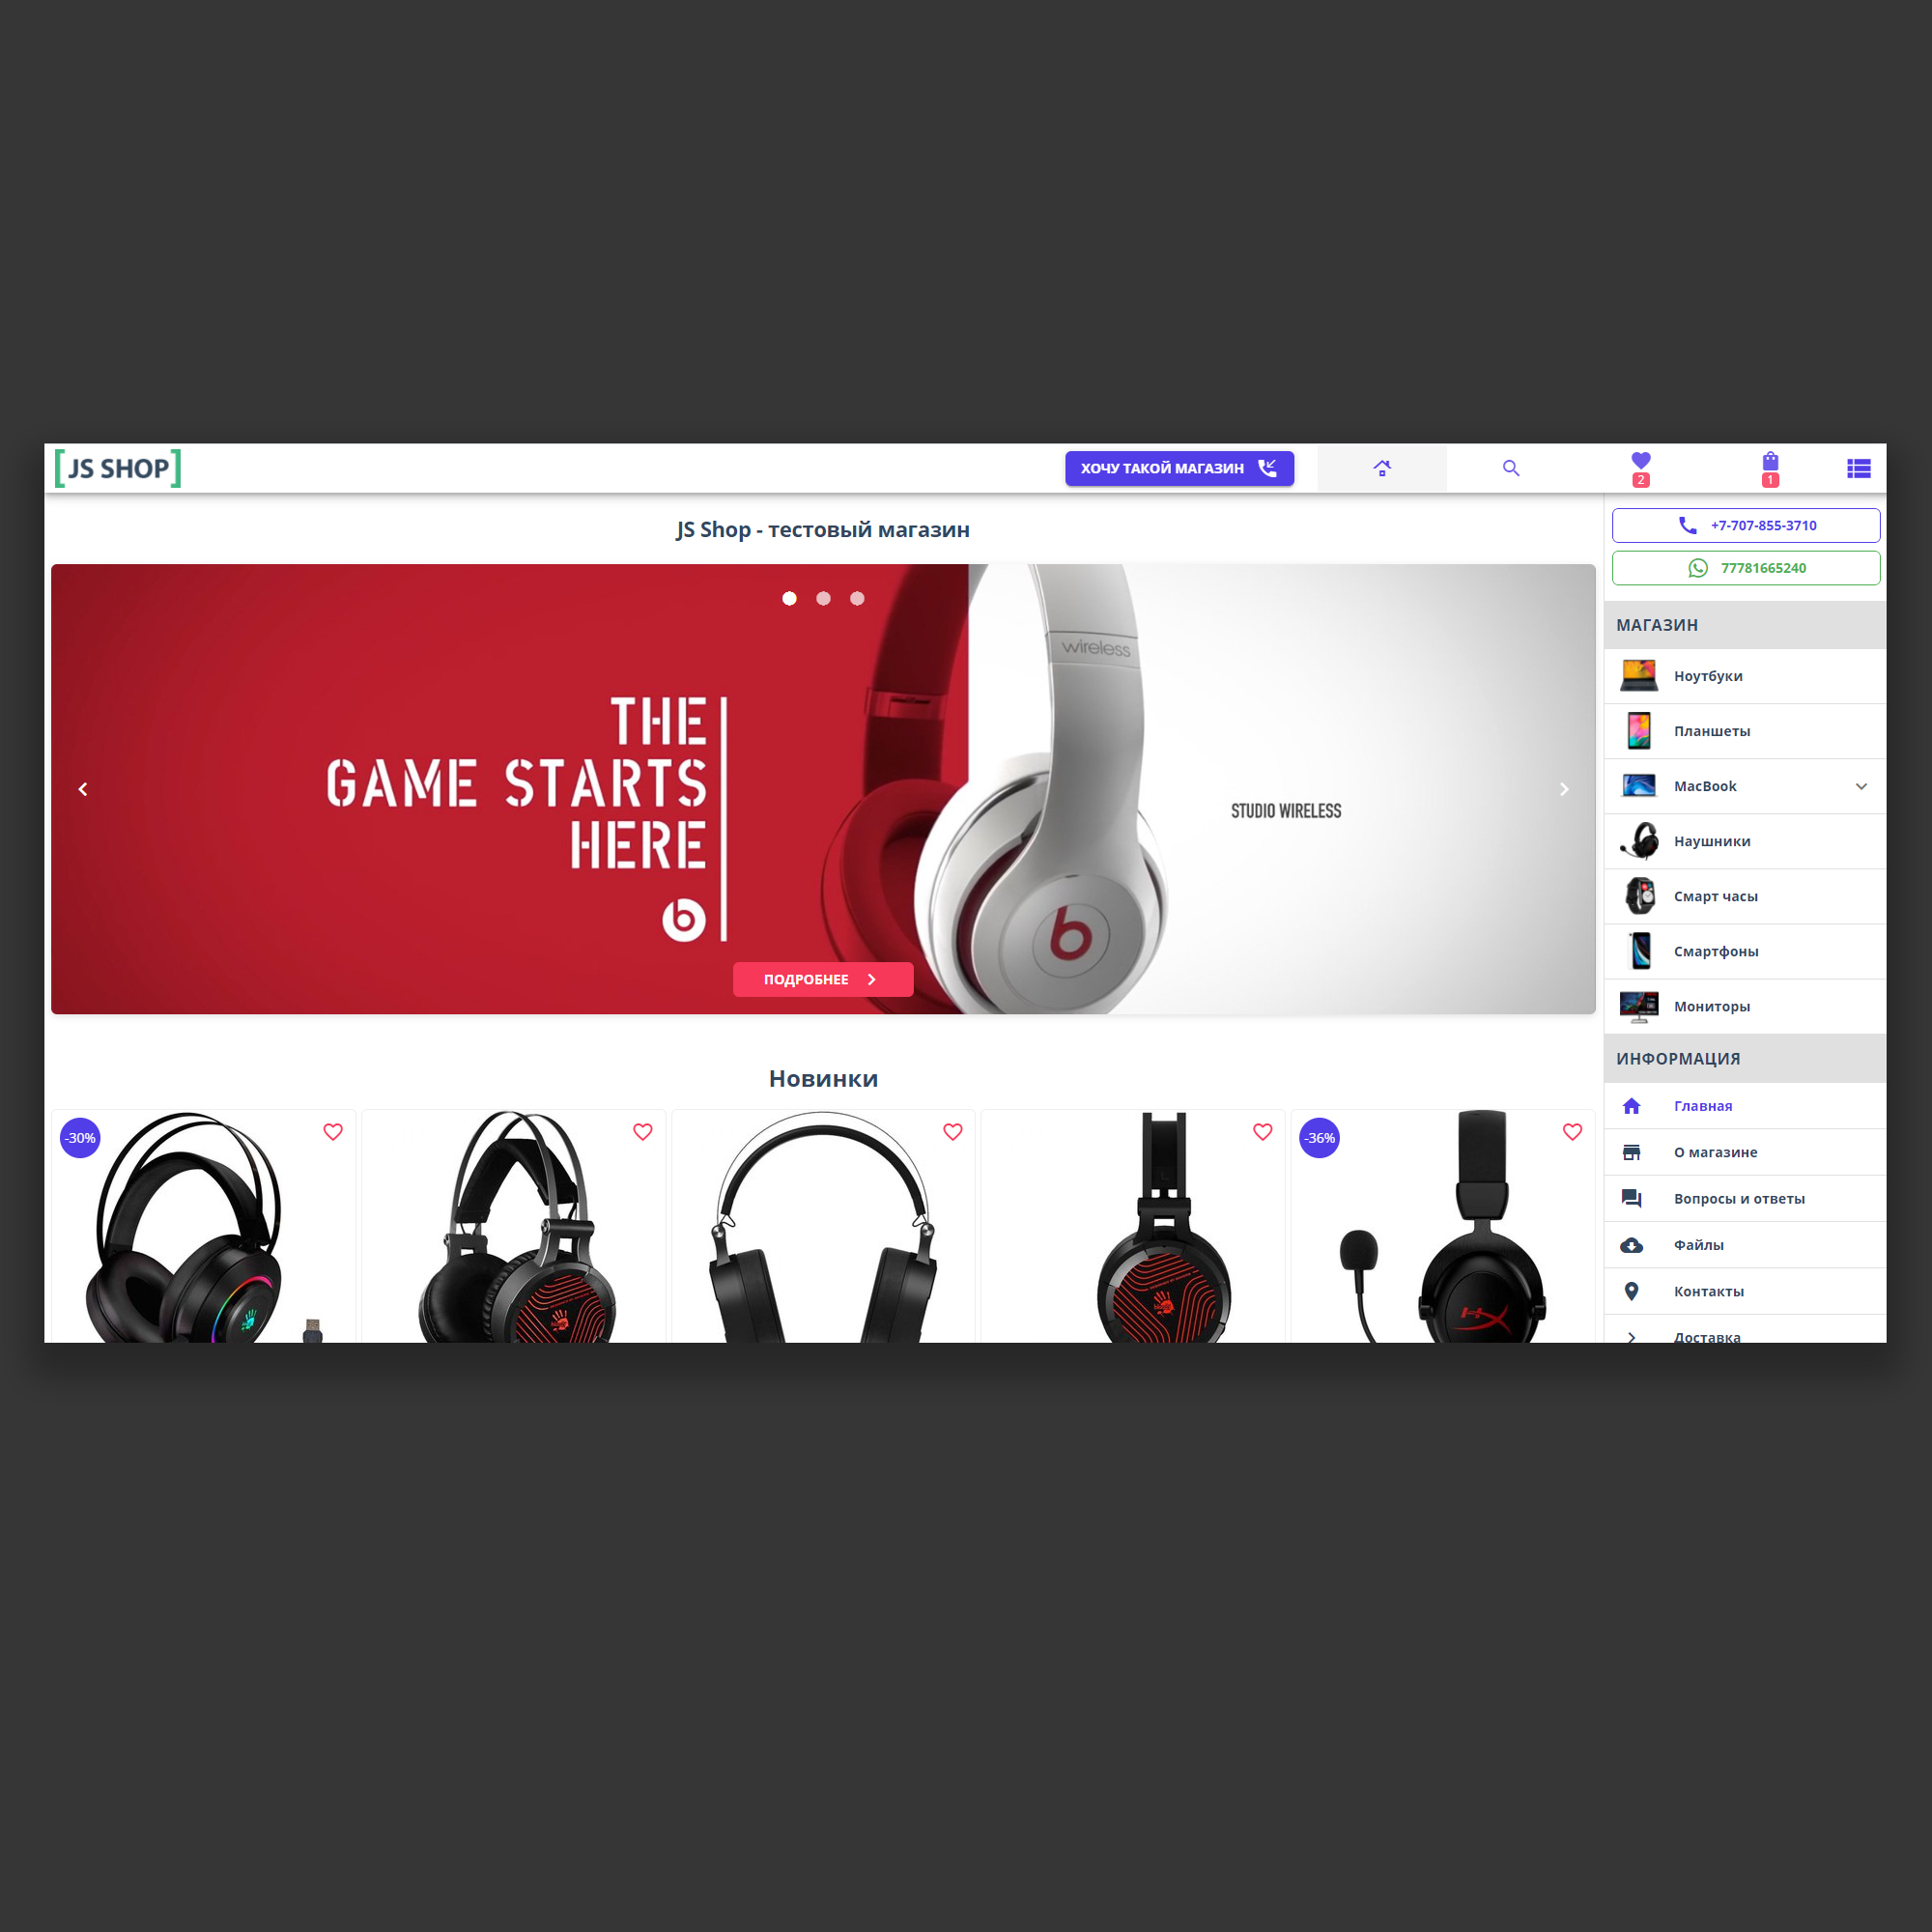 [JS SHOP]
ХОЧУ ТАКОЙ МАГАЗИН
2
1
JS Shop - тестовый магазин
wireless
THE
GAME STARTS
HERE
STUDIO WIRELESS
ПОДРОБНЕЕ
Новинки
-30%
-36%
+7-707-855-3710
77781665240
МАГАЗИН
Ноутбуки
Планшеты
MacBook
Наушники
Смарт часы
Смартфоны
Мониторы
ИНФОРМАЦИЯ
Главная
О магазине
Вопросы и ответы
Файлы
Контакты
Доставка